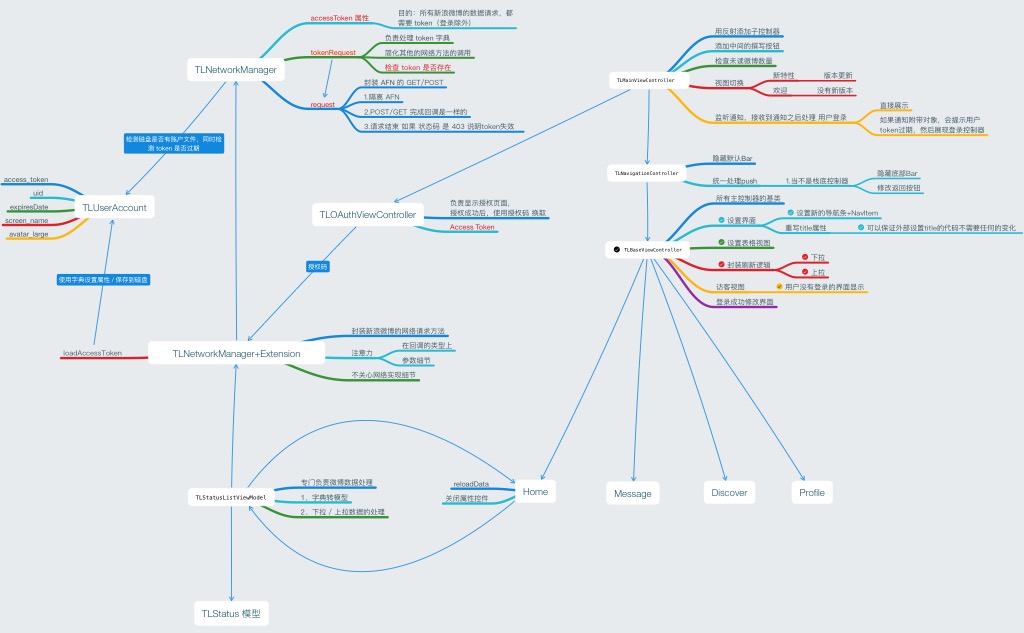 accessToken 属性
目的：所有新浪微博的数据请求，都
需要 token（登录除外）
TLNetworkManager
tokenRequest
负责处理 token 字典
简化其他的网络方法的调用
检查 token 是否存在
request
封装 AFN 的 GET/POST
1.隔离 AFN
2.POST/GET 完成回调是一样的
3.请求结束 如果 状态码 是 403 说明token失效
检测磁盘是否有账户文件，同时检
测 token 是否过期
access_token
uid
expiresDate
screen_name
avatar_large
TLUserAccount
使用字典设置属性 / 保存到磁盘
loadAccessToken
TLOAuthViewController
负责显示授权页面，
授权成功后，使用授权码 换取
Access Token
授权码
TLNetworkManager+Extension
封装新浪微博的网络请求方法
注意力
在回调的类型上
参数细节
不关心网络实现细节
TLStatusListViewModel
专门负责微博数据处理
1、字典转模型
2、下拉 / 上拉数据的处理
TLStatus 模型
TLMainViewController
用反射添加子控制器
添加中间的撰写按钮
检查未读微博数量
视图切换
新特性
版本更新
欢迎
没有新版本
监听通知，接收到通知之后处理 用户登录
直接展示
如果通知附带对象，会提示用户
token过期，然后展现登录控制器
TLNavigationController
隐藏默认Bar
统一处理push
1.当不是栈底控制器
隐藏底部Bar
修改返回按钮
TLBaseViewController
所有主控制器的基类
设置界面
设置新的导航条+NavItem
重写title属性
可以保证外部设置title的代码不需要任何的变化
设置表格视图
封装刷新逻辑
下拉
上拉
访客视图
用户没有登录的界面显示
登录成功修改界面
reloadData
关闭属性控件
Home
Message
Discover
Profile